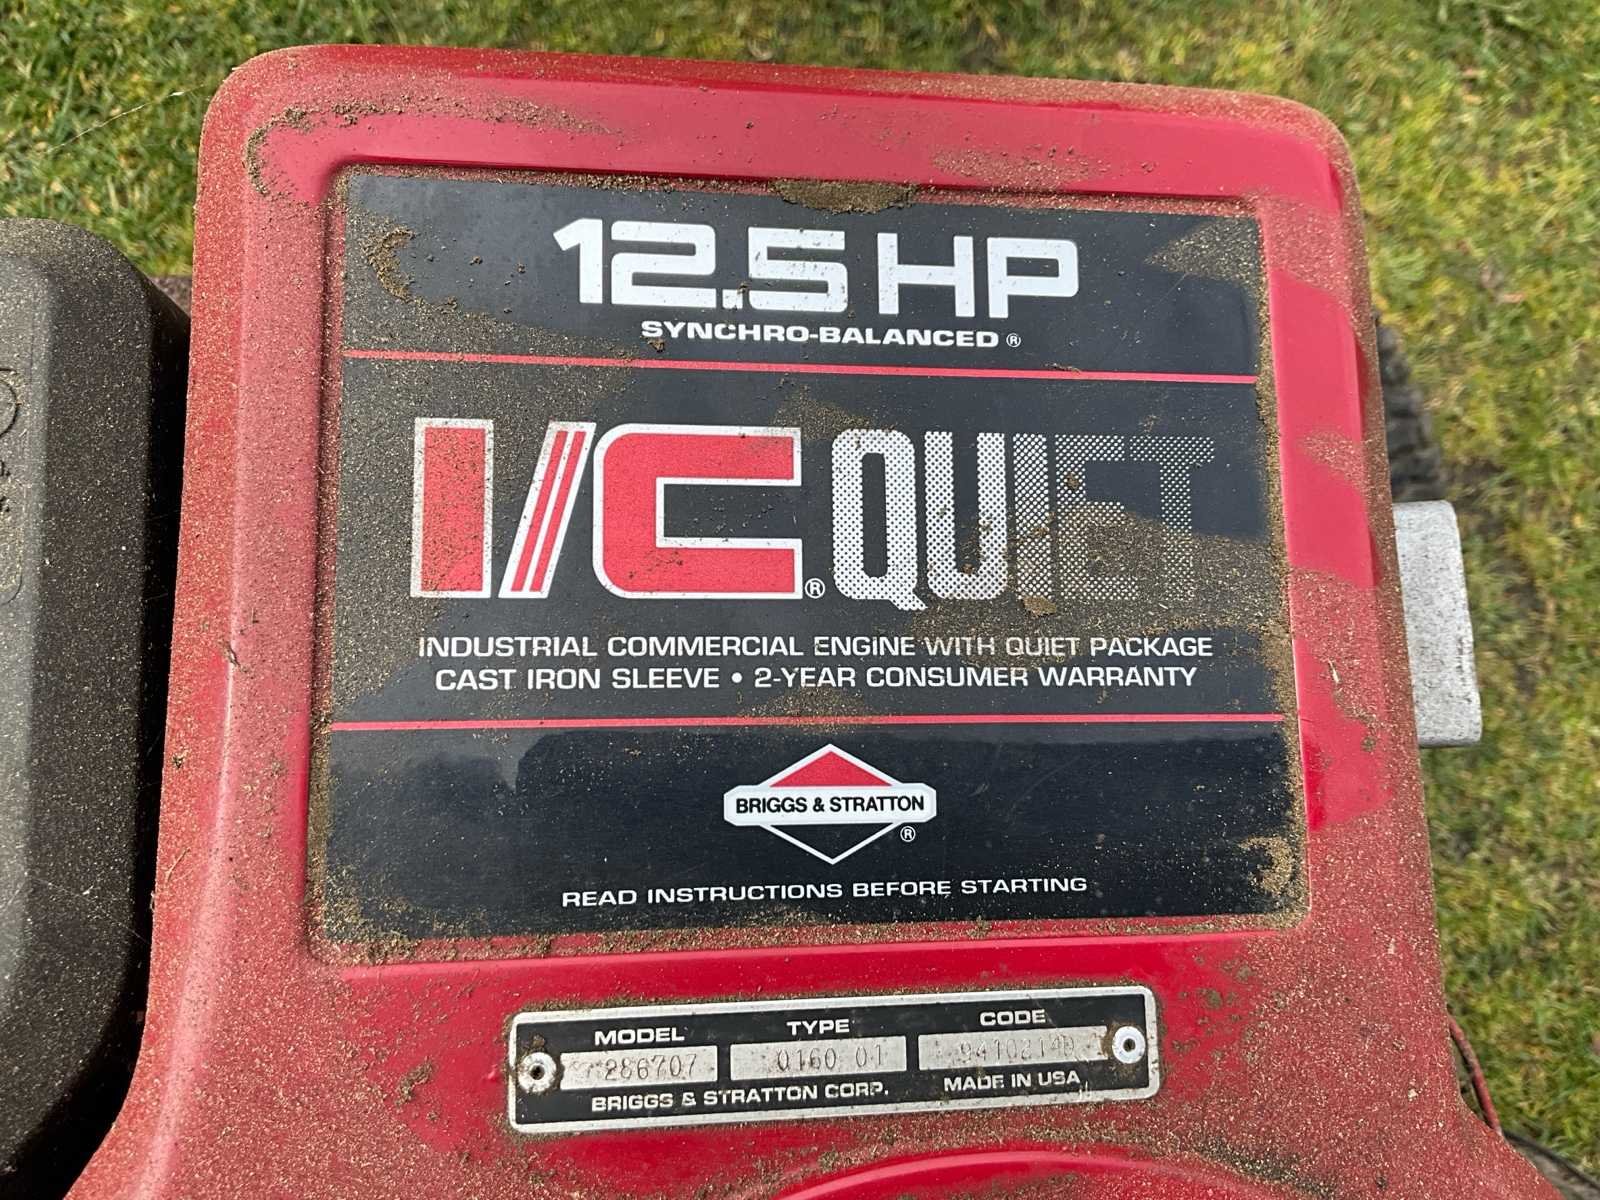 12.5 HP
SYNCHRO-BALANCED ®
I/C® QUIET
INDUSTRIAL COMMERCIAL ENGINE WITH QUIET PACKAGE
CAST IRON SLEEVE • 2-YEAR CONSUMER WARRANTY
BRIGGS & STRATTON
®
READ INSTRUCTIONS BEFORE STARTING
MODEL TYPE CODE
286707 0160 01
BRIGGS & STRATTON CORP. MADE IN USA